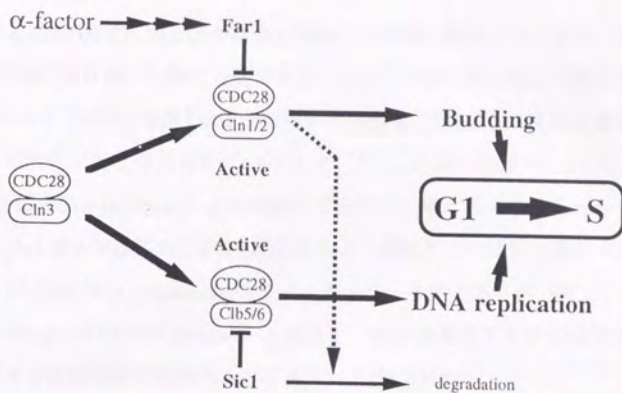 α-factor
Far1
CDC28
Cln1/2
Budding
Active
CDC28
Cln3
G1
S
Active
CDC28
Clb5/6
DNA replication
Sic1
degradation